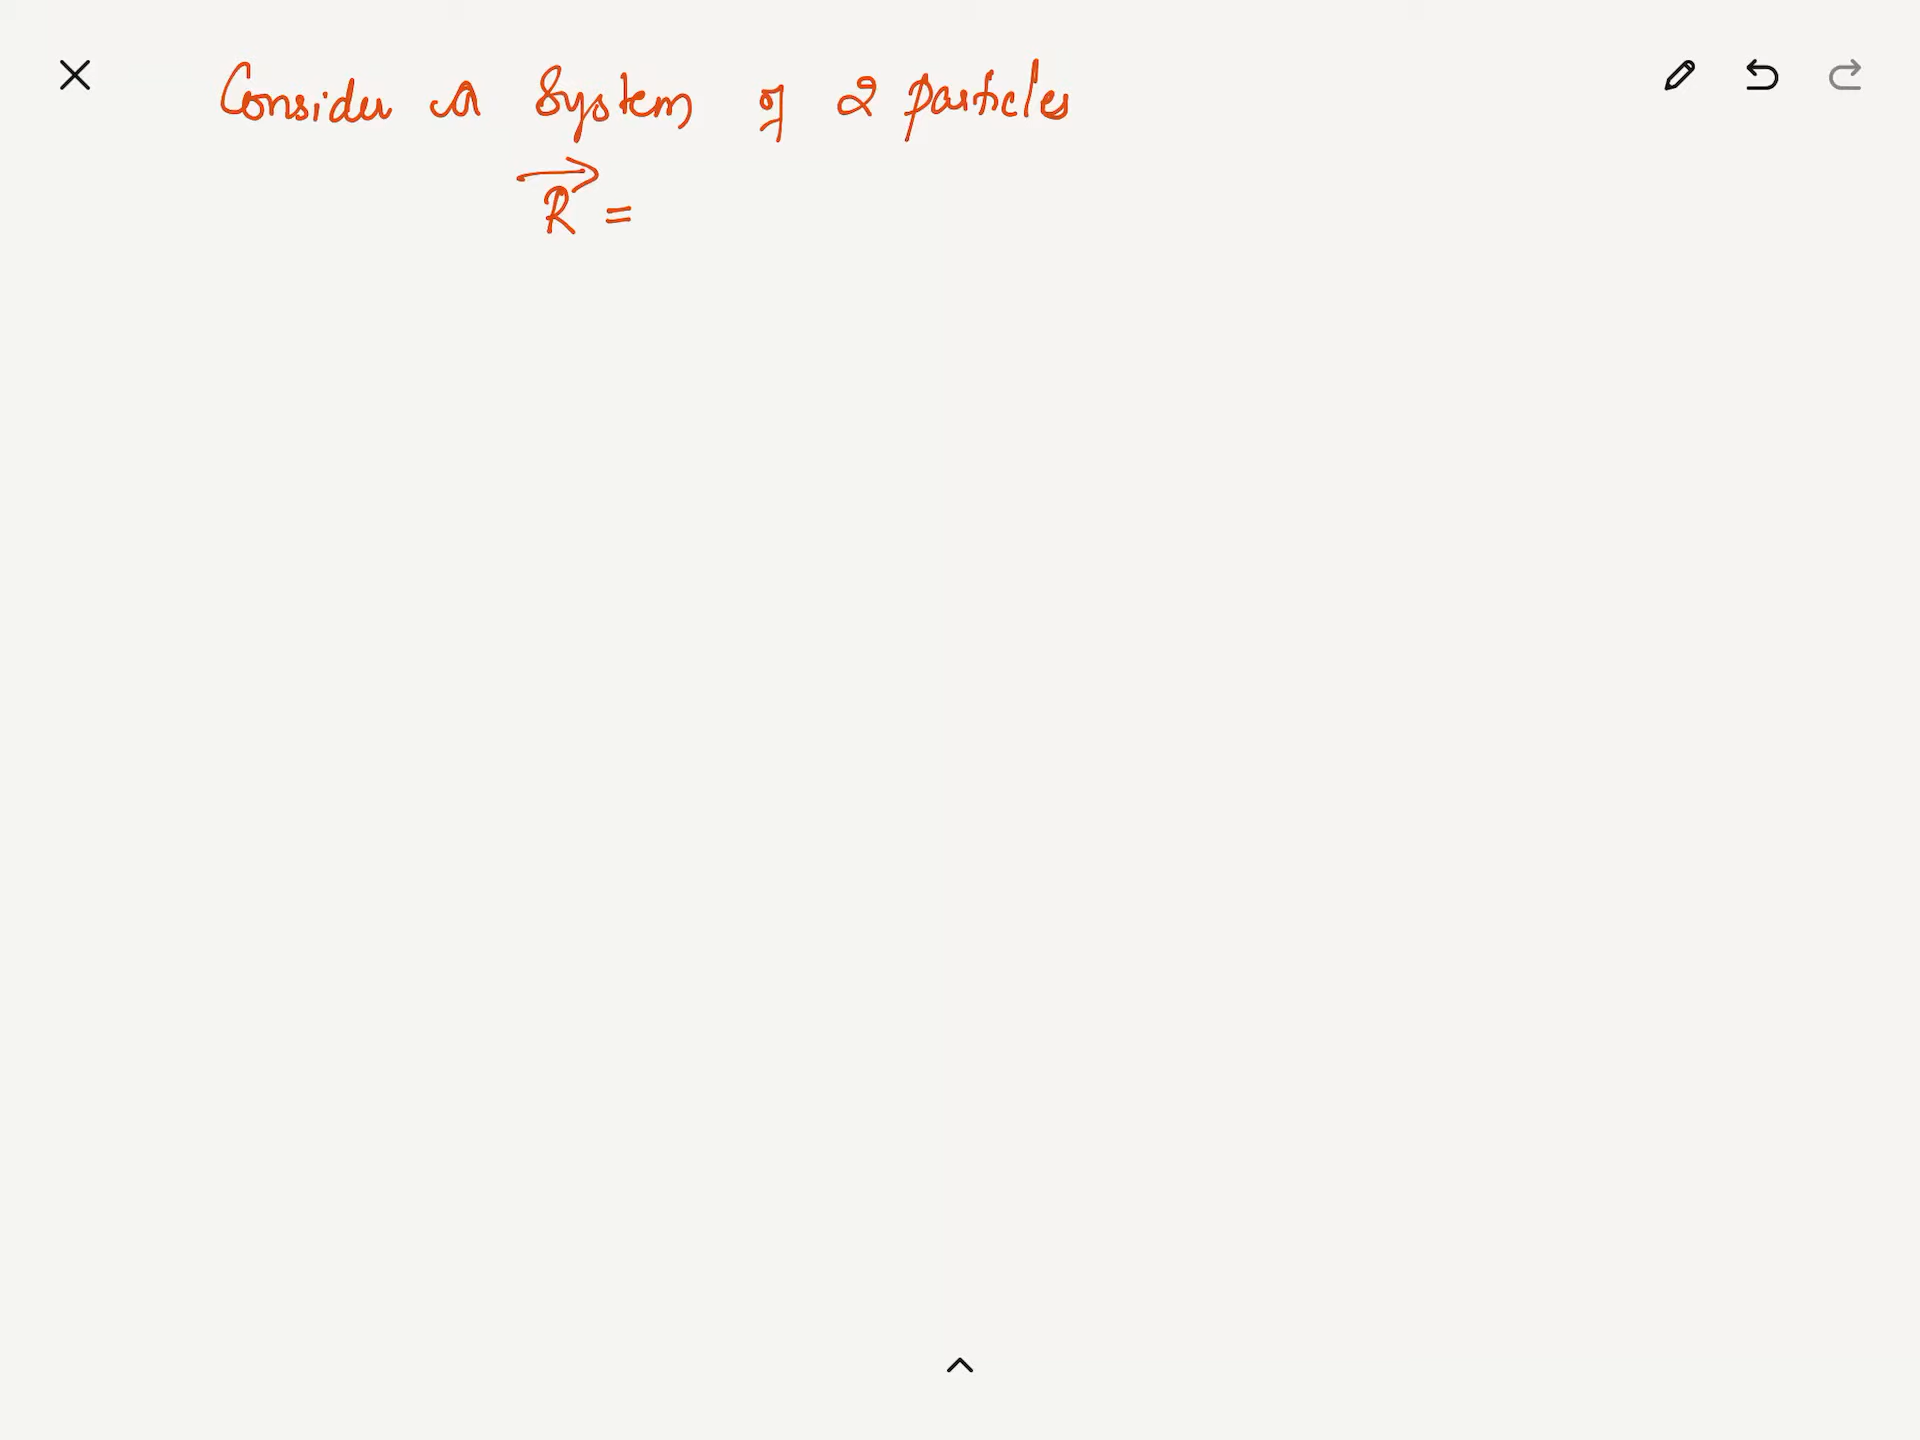 Consider a System of 2 particles
R⃗ =